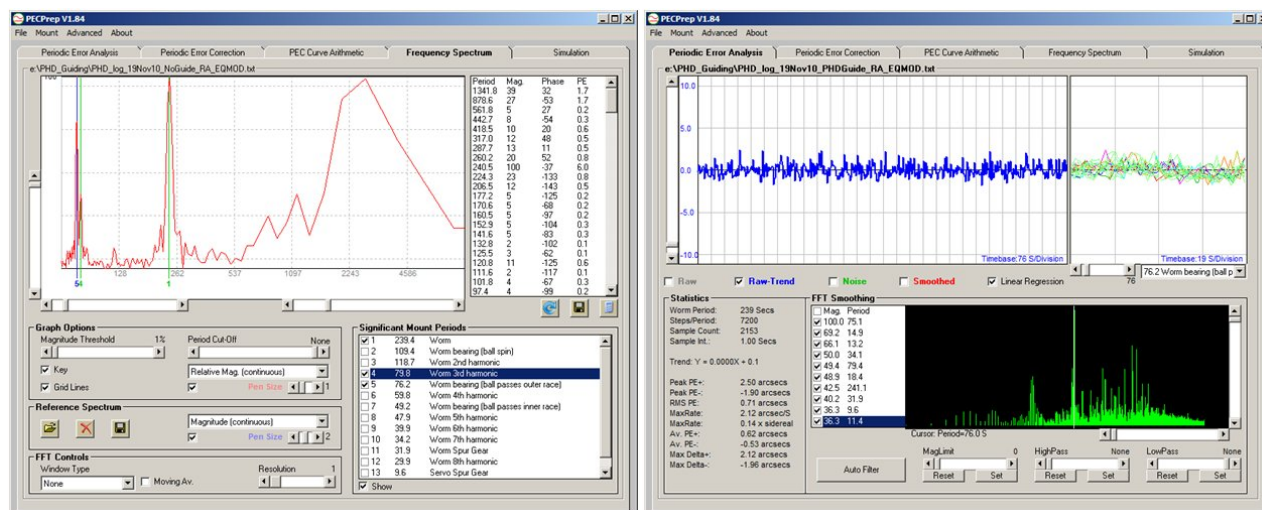 PECPrep V1.84
File Mount Advanced About
Periodic Error Analysis Periodic Error Correction PEC Curve Arithmetic Frequency Spectrum Simulation
e:\PHD_Guiding\PHD_log_19Nov10_NoGuide_RA_EQMOD.txt
100
128 262 537 1097 2243 4586
5 4 1
Period Mag. Phase PE
1341.8 39 32 1.7
878.6 27 -53 1.7
561.8 5 27 0.2
442.7 8 -54 0.3
418.5 10 20 0.6
317.0 12 48 0.5
287.7 13 11 0.5
260.2 20 52 0.8
240.5 100 -37 6.0
224.3 23 -133 0.8
206.5 12 -143 0.5
177.2 5 -125 0.2
170.6 5 -68 0.2
160.5 5 -97 0.2
152.9 5 -104 0.3
141.6 5 -83 0.3
132.8 2 -102 0.1
125.5 3 -62 0.1
120.8 11 -125 0.6
111.6 2 -117 0.1
101.8 4 -67 0.3
97.4 4 -99 0.2
Graph Options
Magnitude Threshold 1% Period Cut-Off None
Key
Relative Mag. (continuous)
Grid Lines
Pen Size 1
Reference Spectrum
Magnitude (continuous)
Pen Size 2
FFT Controls
Window Type
None
Moving Av.
Resolution 1
Significant Mount Periods
1 239.4 Worm
2 109.4 Worm bearing (ball spin)
3 118.7 Worm 2nd harmonic
4 79.8 Worm 3rd harmonic
5 76.2 Worm bearing (ball passes outer race)
6 59.8 Worm 4th harmonic
7 49.2 Worm bearing (ball passes inner race)
8 47.9 Worm 5th harmonic
9 39.9 Worm 6th harmonic
10 34.2 Worm 7th harmonic
11 31.9 Worm Spur Gear
12 29.9 Worm 8th harmonic
13 9.6 Servo Spur Gear
Show
PECPrep V1.84
File Mount Advanced About
Periodic Error Analysis Periodic Error Correction PEC Curve Arithmetic Frequency Spectrum Simulation
e:\PHD_Guiding\PHD_log_19Nov10_PHDGuide_RA_EQMOD.txt
10.0
5.0
0.0
-5.0
-10.0
Timebase:76 S/Division
Timebase:19 S/Division
Raw Raw-Trend Noise Smoothed Linear Regression
76
76.2 Worm bearing (ball p
Statistics
Worm Period: 239 Secs
Steps/Period: 7200
Sample Count: 2153
Sample Int.: 1.00 Secs
Trend: Y = 0.0000X + 0.1
Peak PE+: 2.50 arcsecs
Peak PE-: -1.90 arcsecs
RMS PE: 0.71 arcsecs
MaxRate: 2.12 arcsec/S
MaxRate: 0.14 x sidereal
Av. PE+: 0.62 arcsecs
Av. PE-: -0.53 arcsecs
Max Delta+: 2.12 arcsecs
Max Delta-: -1.96 arcsecs
FFT Smoothing
Mag. Period
100.0 75.1
69.2 14.9
66.1 13.2
50.0 34.1
49.4 79.4
48.9 18.4
42.5 241.1
40.2 31.9
36.3 9.6
36.3 11.4
Cursor: Period=76.0 S
Auto Filter
MagLimit 0 HighPass None LowPass None
Reset Set Reset Set Reset Set